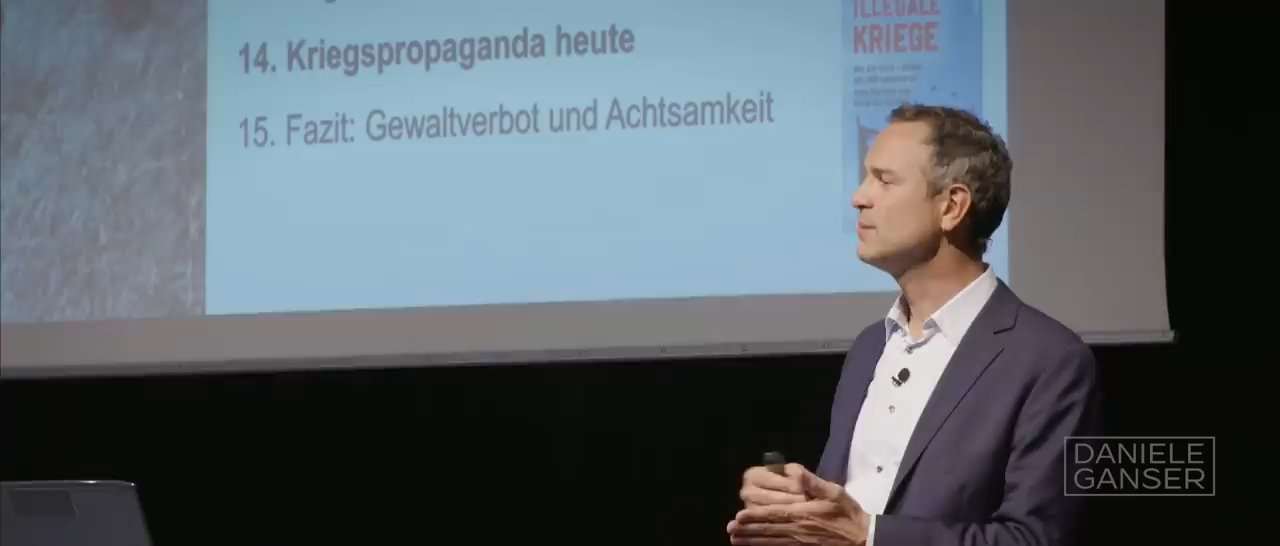 14. Kriegspropaganda heute
15. Fazit: Gewaltverbot und Achtsamkeit
ILLEGALE
KRIEGE
DANIELE
GANSER